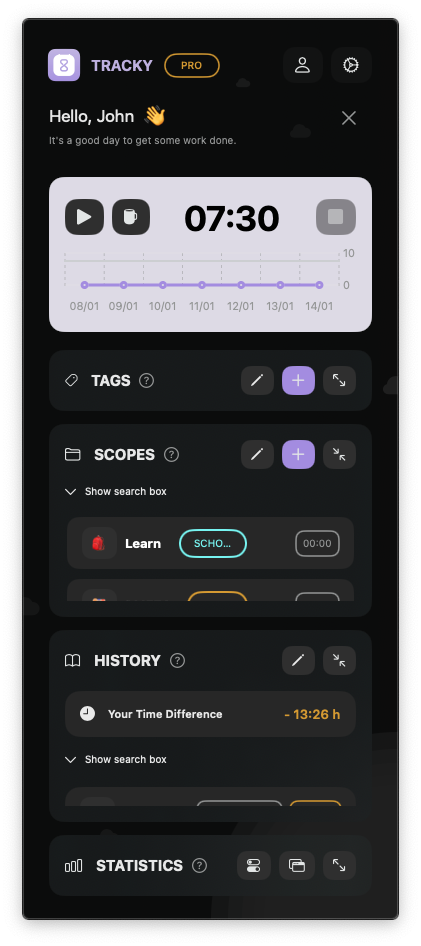 TRACKY PRO
Hello, John 👋
It's a good day to get some work done.
07:30
10
0
08/01 09/01 10/01 11/01 12/01 13/01 14/01
TAGS ?
SCOPES ?
Show search box
Learn SCHO... 00:00
HISTORY ?
Your Time Difference - 13:26 h
Show search box
STATISTICS ?